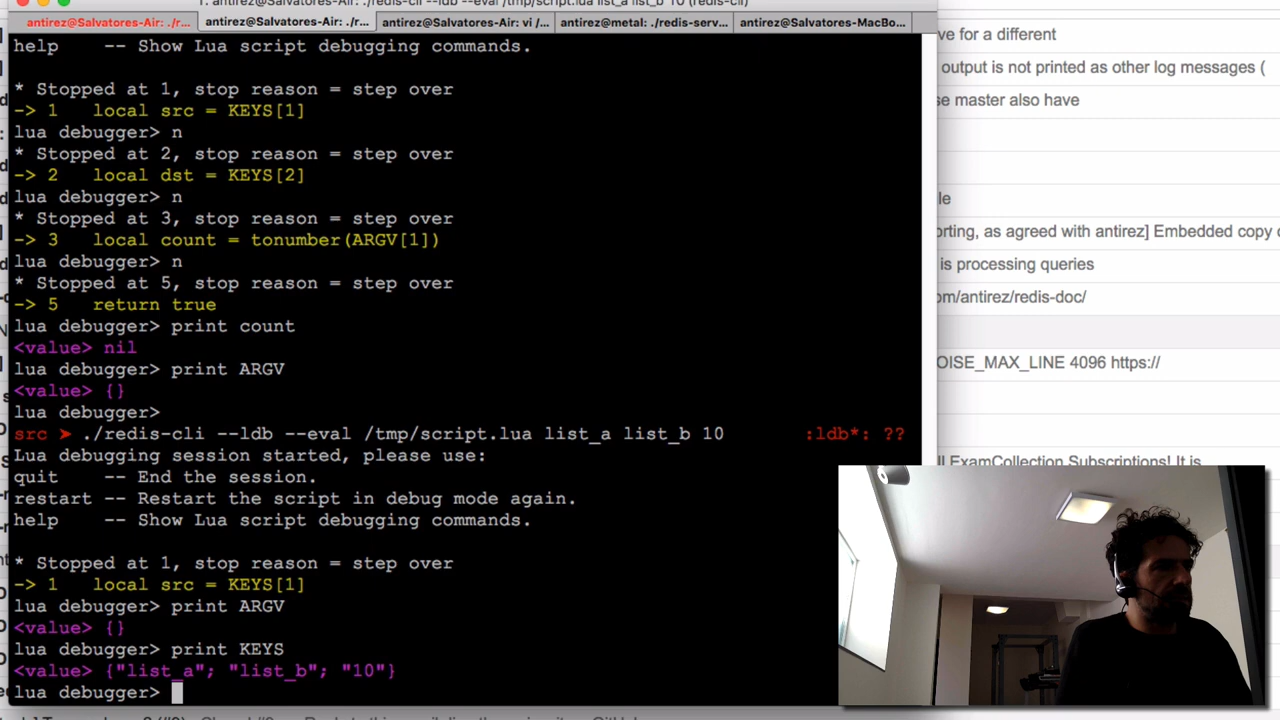 1. antirez@Salvatores-Air: ./redis-cli --ldb --eval /tmp/script.lua list_a list_b 10 (redis-cli)
antirez@Salvatores-Air: ./r... antirez@Salvatores-Air: ./r... antirez@Salvatores-Air: vi /... antirez@metal: ./redis-serv... antirez@Salvatores-MacBo...
help    -- Show Lua script debugging commands.
* Stopped at 1, stop reason = step over
-> 1   local src = KEYS[1]
lua debugger> n
* Stopped at 2, stop reason = step over
-> 2   local dst = KEYS[2]
lua debugger> n
* Stopped at 3, stop reason = step over
-> 3   local count = tonumber(ARGV[1])
lua debugger> n
* Stopped at 5, stop reason = step over
-> 5   return true
lua debugger> print count
<value> nil
lua debugger> print ARGV
<value> {}
lua debugger>
src ➤ ./redis-cli --ldb --eval /tmp/script.lua list_a list_b 10 :ldb*: ??
Lua debugging session started, please use:
quit    -- End the session.
restart -- Restart the script in debug mode again.
help    -- Show Lua script debugging commands.
* Stopped at 1, stop reason = step over
-> 1   local src = KEYS[1]
lua debugger> print ARGV
<value> {}
lua debugger> print KEYS
<value> {"list_a"; "list_b"; "10"}
lua debugger>
ve for a different
output is not printed as other log messages (
se master also have
le
orting, as agreed with antirez] Embedded copy
is processing queries
om/antirez/redis-doc/
OISE_MAX_LINE 4096 https://
ExamCollection Subscriptions! It is